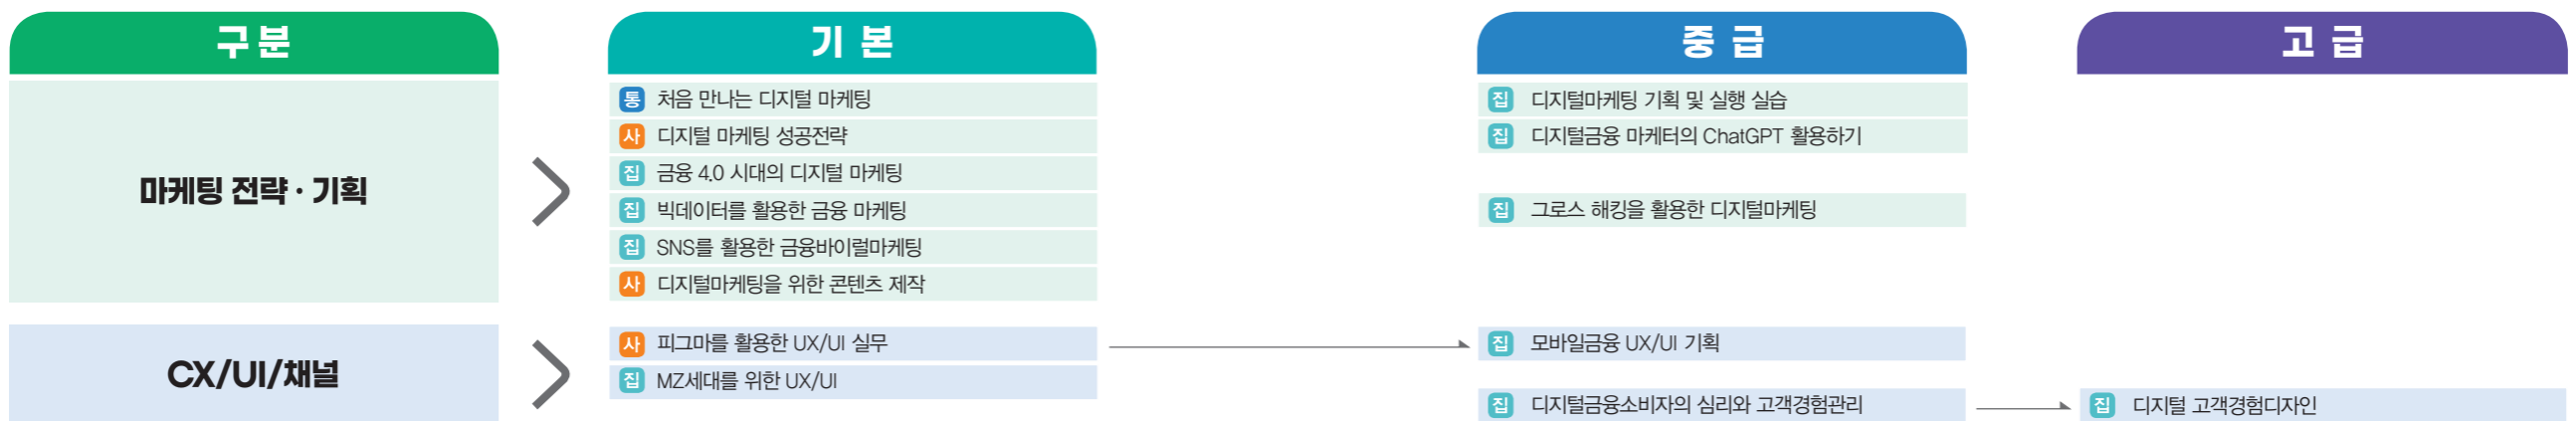 구분
기 본
중 급
고 급
마케팅 전략 · 기획
통 처음 만나는 디지털 마케팅
사 디지털 마케팅 성공전략
집 금융 4.0 시대의 디지털 마케팅
집 빅데이터를 활용한 금융 마케팅
집 SNS를 활용한 금융바이럴마케팅
사 디지털마케팅을 위한 콘텐츠 제작
집 디지털마케팅 기획 및 실행 실습
집 디지털금융 마케터의 ChatGPT 활용하기
집 그로스 해킹을 활용한 디지털마케팅
CX/UI/채널
사 피그마를 활용한 UX/UI 실무
집 MZ세대를 위한 UX/UI
집 모바일금융 UX/UI 기획
집 디지털금융소비자의 심리와 고객경험관리
집 디지털 고객경험디자인